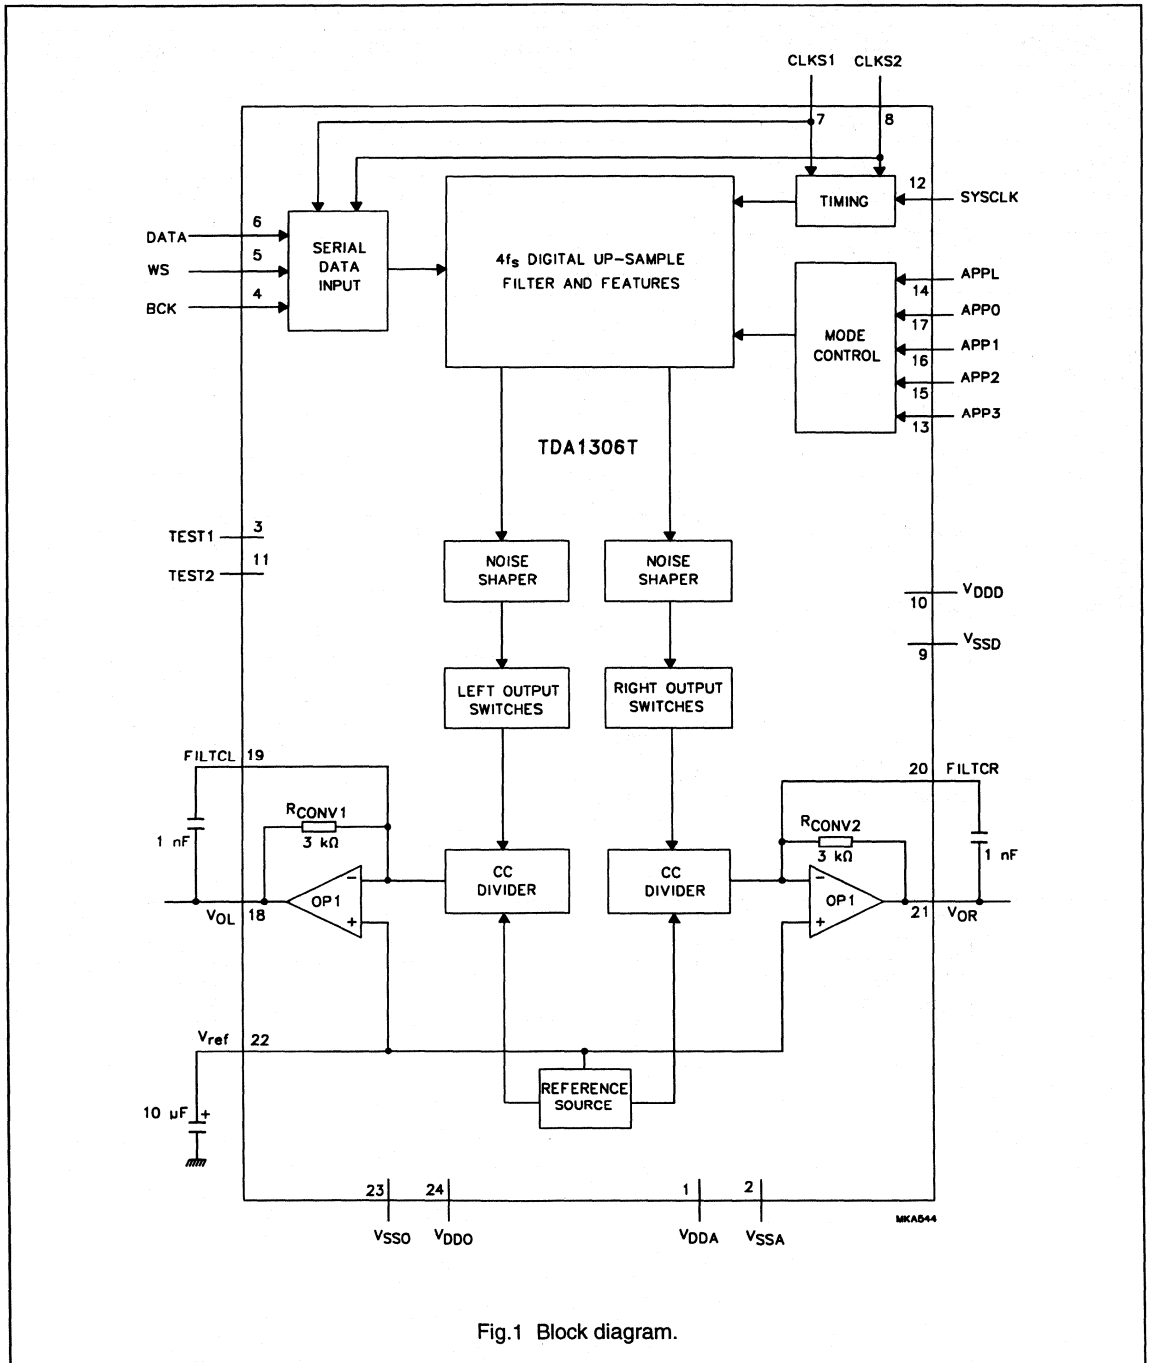 CLKS1 CLKS2
7 8
12
TIMING
SYSCLK
DATA 6
WS 5
BCK 4
SERIAL
DATA
INPUT
4fs DIGITAL UP-SAMPLE
FILTER AND FEATURES
MODE
CONTROL
APPL
14
APP0
17
APP1
16
APP2
15
APP3
13
TDA1306T
TEST1 3
TEST2 11
NOISE
SHAPER
NOISE
SHAPER
10 VDDD
9 VSSD
LEFT OUTPUT
SWITCHES
RIGHT OUTPUT
SWITCHES
FILTCL 19
20 FILTCR
RCONV1
3 kΩ
1 nF
RCONV2
3 kΩ
1 nF
CC
DIVIDER
CC
DIVIDER
−
OP1
+
−
OP1
+
VOL 18
21 VOR
Vref 22
10 µF +
REFERENCE
SOURCE
23 24 1 2
VSSO VDDO VDDA VSSA
MKA544
Fig.1 Block diagram.